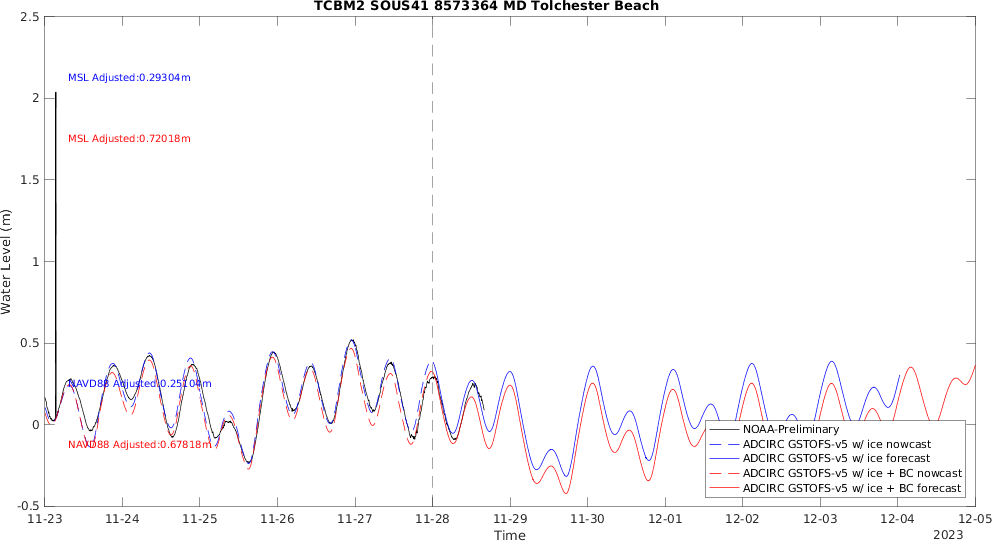 TCBM2 SOUS41 8573364 MD Tolchester Beach
2.5
2
1.5
1
0.5
0
-0.5
Water Level (m)
MSL Adjusted:0.29304m
MSL Adjusted:0.72018m
NAVD88 Adjusted:0.25104m
NAVD88 Adjusted:0.67818m
NOAA-Preliminary
ADCIRC GSTOFS-v5 w/ ice nowcast
ADCIRC GSTOFS-v5 w/ ice forecast
ADCIRC GSTOFS-v5 w/ ice + BC nowcast
ADCIRC GSTOFS-v5 w/ ice + BC forecast
11-23 11-24 11-25 11-26 11-27 11-28 11-29 11-30 12-01 12-02 12-03 12-04 12-05
Time
2023